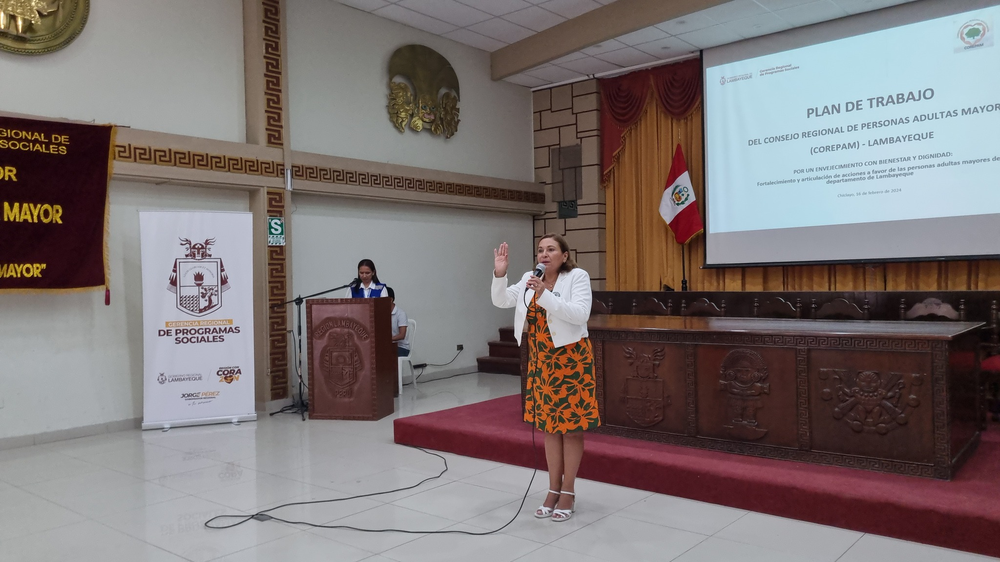 GIONAL DE
SOCIALES
OR
MAYOR
MAYOR"
GERENCIA REGIONAL
DE PROGRAMAS
SOCIALES
GOBIERNO REGIONAL
LAMBAYEQUE
REGIÓN CON
CORA
ZÓN
JORGE PÉREZ
GOBERNADOR REGIONAL
S
REGION LAMBAYEQUE
PERU
GOBIERNO REGIONAL DE
LAMBAYEQUE
Gerencia Regional
de Programas Sociales
COREPAM
PLAN DE TRABAJO
DEL CONSEJO REGIONAL DE PERSONAS ADULTAS MAYOR
(COREPAM) - LAMBAYEQUE
POR UN ENVEJECIMIENTO CON BIENESTAR Y DIGNIDAD:
Fortalecimiento y articulación de acciones a favor de las personas adultas mayores de
departamento de Lambayeque
Chiclayo, 16 de febrero de 2024